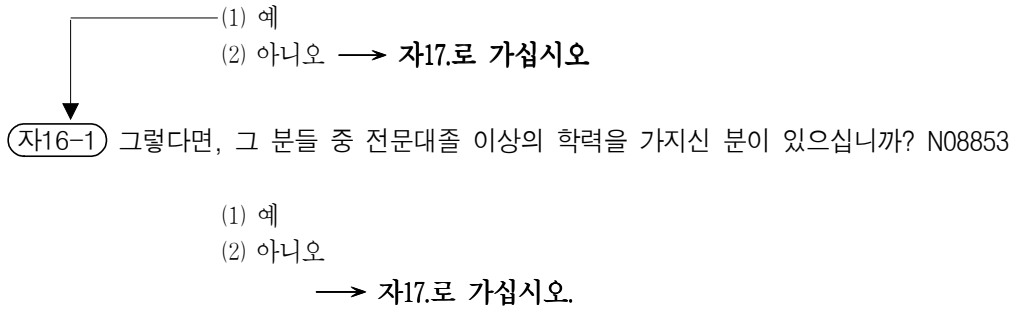 (1) 예
(2) 아니오 → 자17.로 가십시오
자16-1 그렇다면, 그 분들 중 전문대졸 이상의 학력을 가지신 분이 있으십니까? N08853
(1) 예
(2) 아니오
→ 자17.로 가십시오.